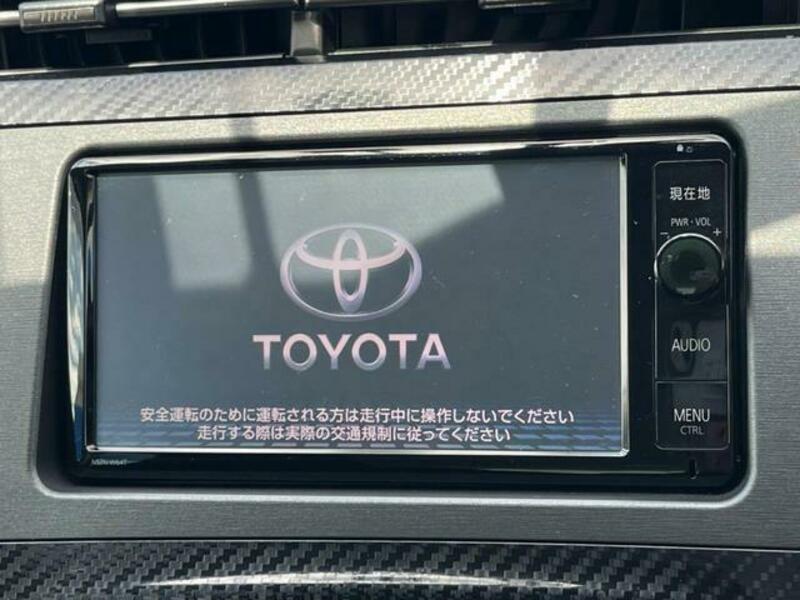 現在地
PWR・VOL
− +
TOYOTA
AUDIO
安全運転のために運転される方は走行中に操作しないでください
走行する際は実際の交通規制に従ってください
MENU
CTRL